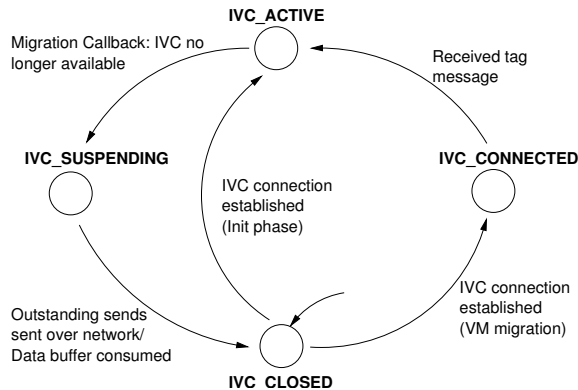 IVC_ACTIVE
Migration Callback: IVC no
longer available
Received tag
message
IVC_SUSPENDING
IVC_CONNECTED
IVC connection
established
(Init phase)
IVC connection
established
(VM migration)
Outstanding sends
sent over network/
Data buffer consumed
IVC_CLOSED